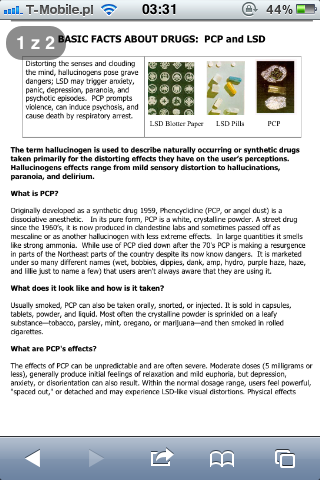 T-Mobile.pl 03:31 44%
1 z 2
BASIC FACTS ABOUT DRUGS: PCP and LSD
Distorting the senses and clouding
the mind, hallucinogens pose grave
dangers; LSD may trigger anxiety,
panic, depression, paranoia, and
psychotic episodes. PCP prompts
violence, can induce psychosis, and
cause death by respiratory arrest.
LSD Blotter Paper LSD Pills PCP
The term hallucinogen is used to describe naturally occurring or synthetic drugs
taken primarily for the distorting effects they have on the user's perceptions.
Hallucinogens effects range from mild sensory distortion to hallucinations,
paranoia, and delirium.
What is PCP?
Originally developed as a synthetic drug 1959, Phencyclidine (PCP, or angel dust) is a
dissociative anesthetic. In its pure form, PCP is a white, crystalline powder. A street drug
since the 1960's, it is now produced in clandestine labs and sometimes passed off as
mescaline or as another hallucinogen with less extreme effects. In large quantities it smells
like strong ammonia. While use of PCP died down after the 70's PCP is making a resurgence
in parts of the Northeast parts of the country despite its now know dangers. It is marketed
under so many different names (wet, bobbies, dippies, dank, amp, hydro, purple haze, haze,
and lillie just to name a few) that users aren't always aware that they are using it.
What does it look like and how is it taken?
Usually smoked, PCP can also be taken orally, snorted, or injected. It is sold in capsules,
tablets, powder, and liquid. Most often the crystalline powder is sprinkled on a leafy
substance—tobacco, parsley, mint, oregano, or marijuana—and then smoked in rolled
cigarettes.
What are PCP's effects?
The effects of PCP can be unpredictable and are often severe. Moderate doses (5 milligrams or
less), generally produce initial feelings of relaxation and mild euphoria, but depression,
anxiety, or disorientation can also result. Within the normal dosage range, users feel powerful,
"spaced out," or detached and may experience LSD-like visual distortions. Physical effects